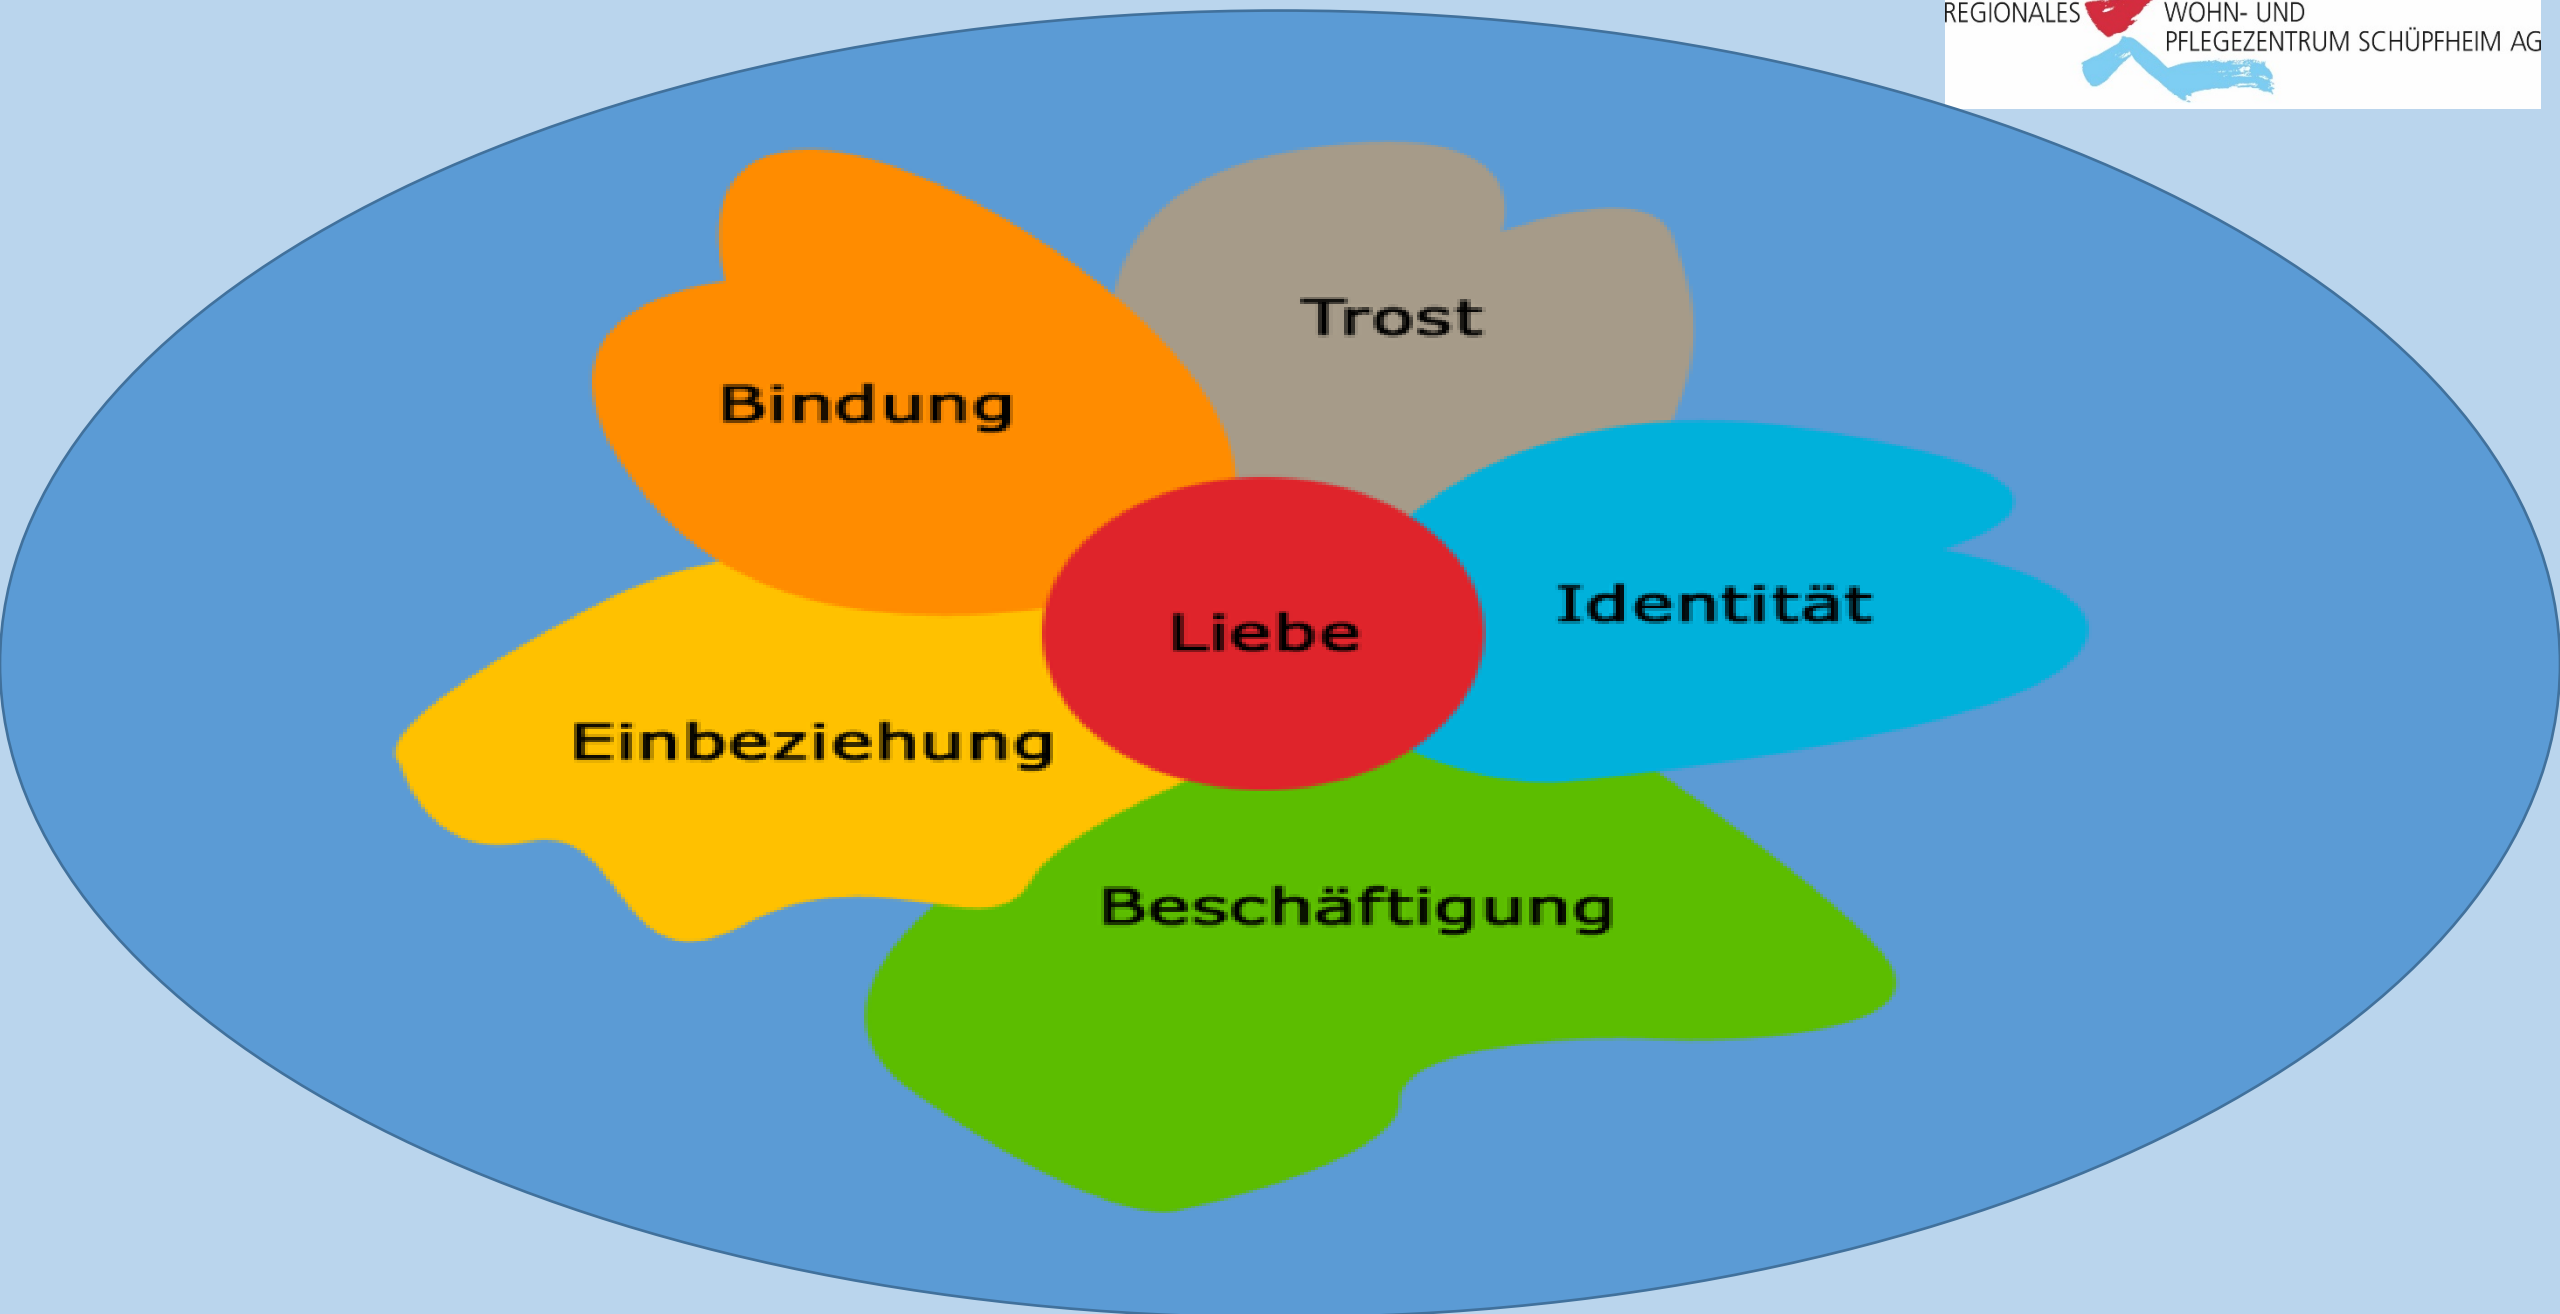 REGIONALES WOHN- UND
PFLEGEZENTRUM SCHÜPFHEIM AG
Trost
Bindung
Identität
Liebe
Einbeziehung
Beschäftigung